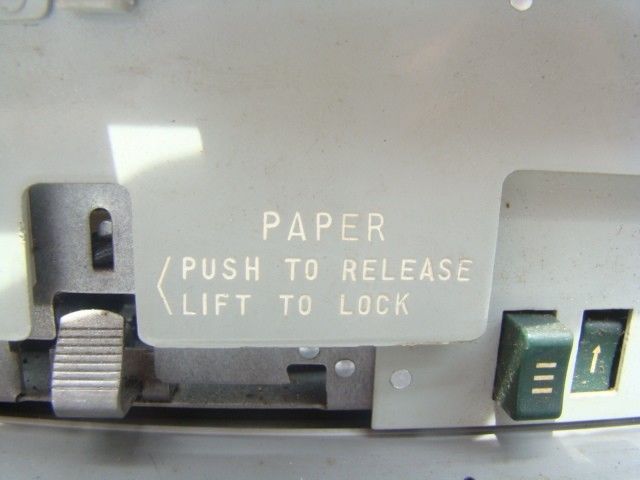 PAPER
PUSH TO RELEASE
LIFT TO LOCK